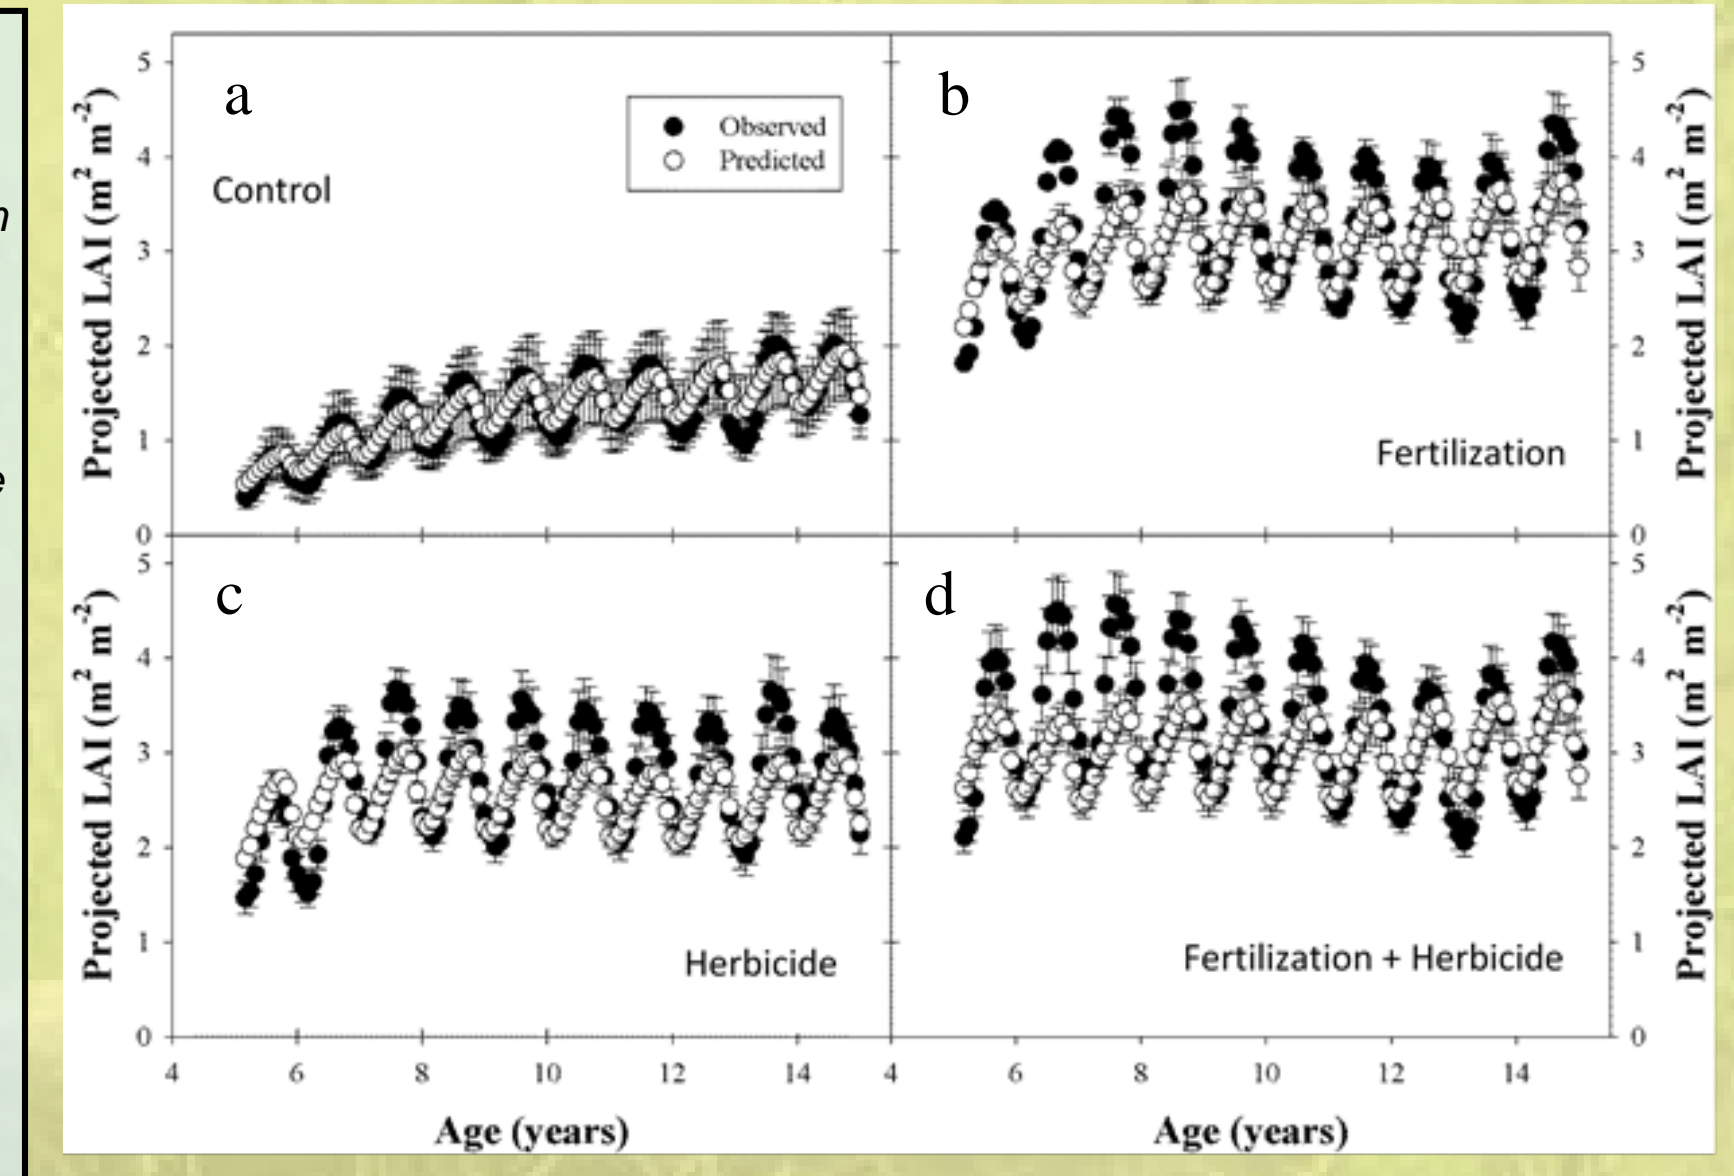 n
e
a
Control
Observed
Predicted
5
4
3
2
1
0
Projected LAI (m² m⁻²)
b
Fertilization
5
4
3
2
1
0
Projected LAI (m² m⁻²)
c
Herbicide
5
4
3
2
1
0
Projected LAI (m² m⁻²)
d
Fertilization + Herbicide
5
4
3
2
1
0
Projected LAI (m² m⁻²)
4 6 8 10 12 14 4 6 8 10 12 14
Age (years) Age (years)